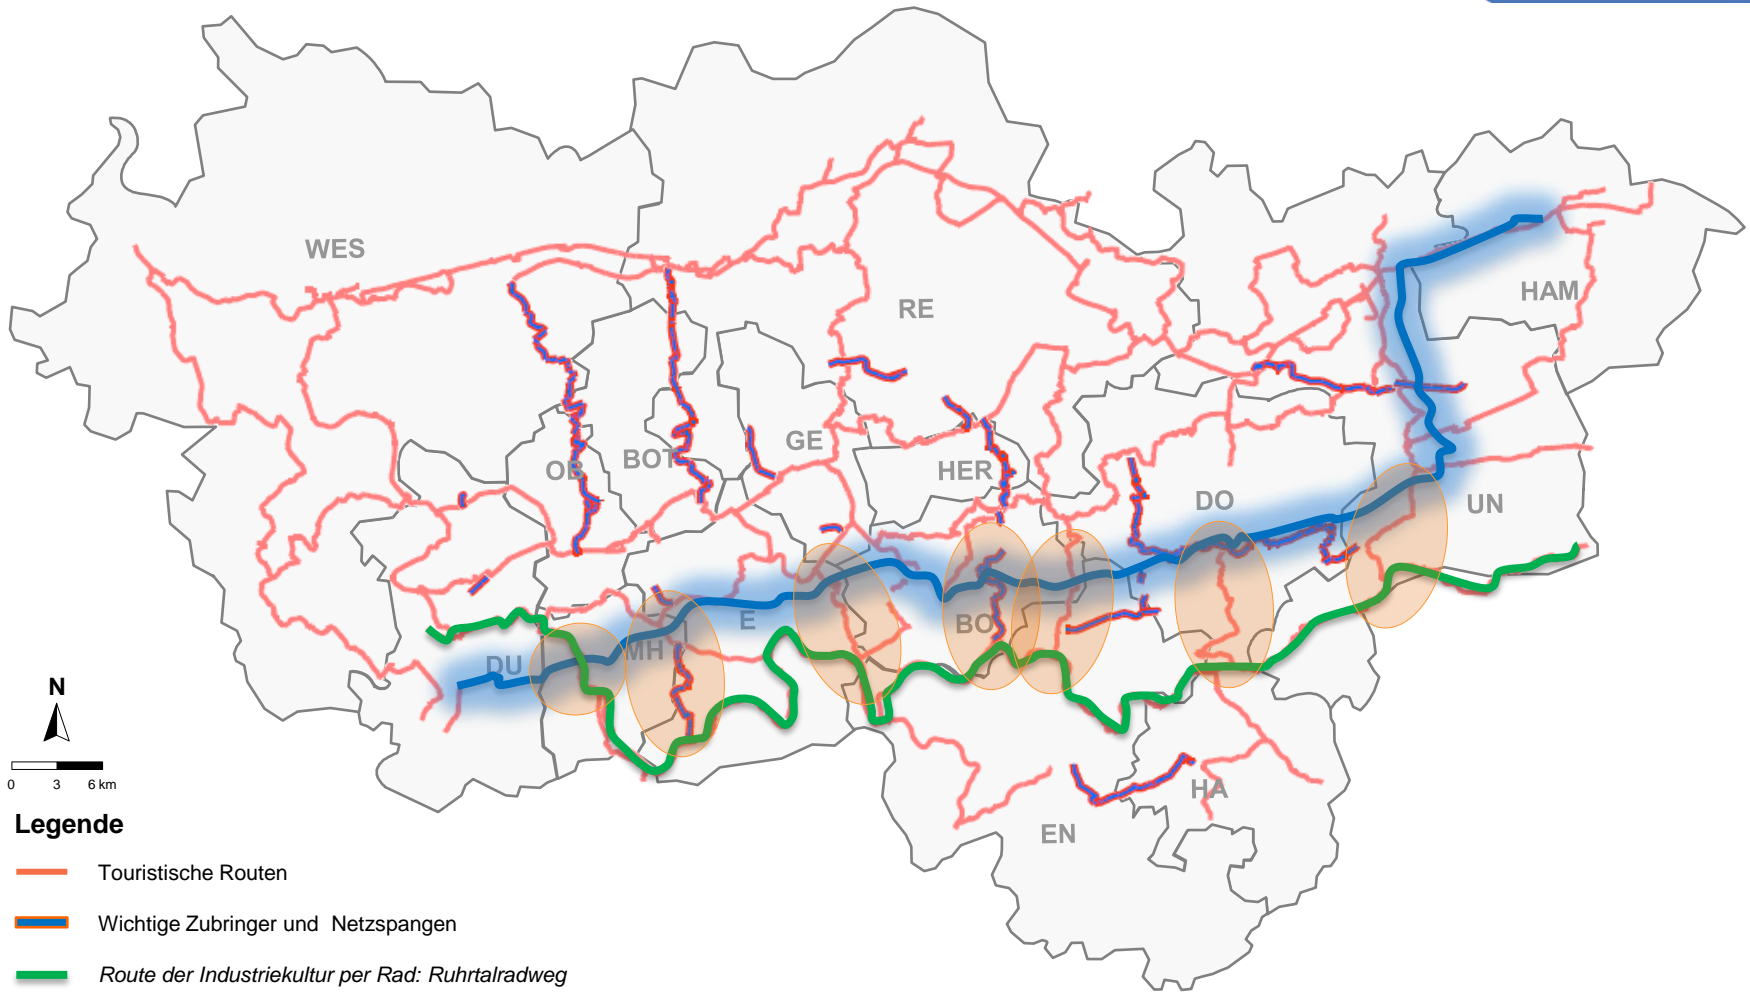 WES
RE
HAM
GE
OB
BOT
HER
DO
UN
E
BO
DU
MH
HA
EN
N
0 3 6 km
Legende
Touristische Routen
Wichtige Zubringer und Netzspangen
Route der Industriekultur per Rad: Ruhrtalradweg